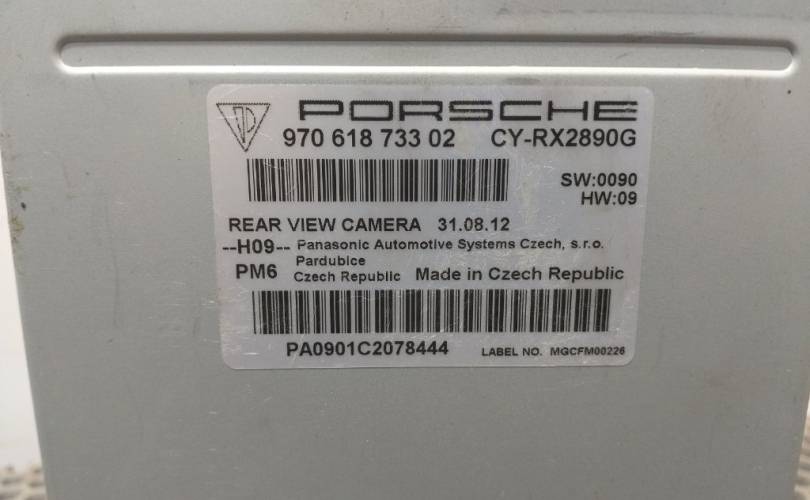 PORSCHE
970 618 733 02 CY-RX2890G
SW:0090
HW:09
REAR VIEW CAMERA 31.08.12
--H09-- Panasonic Automotive Systems Czech, s.r.o.
Pardubice
PM6 Czech Republic Made in Czech Republic
PA0901C2078444 LABEL NO. MGCFM00226